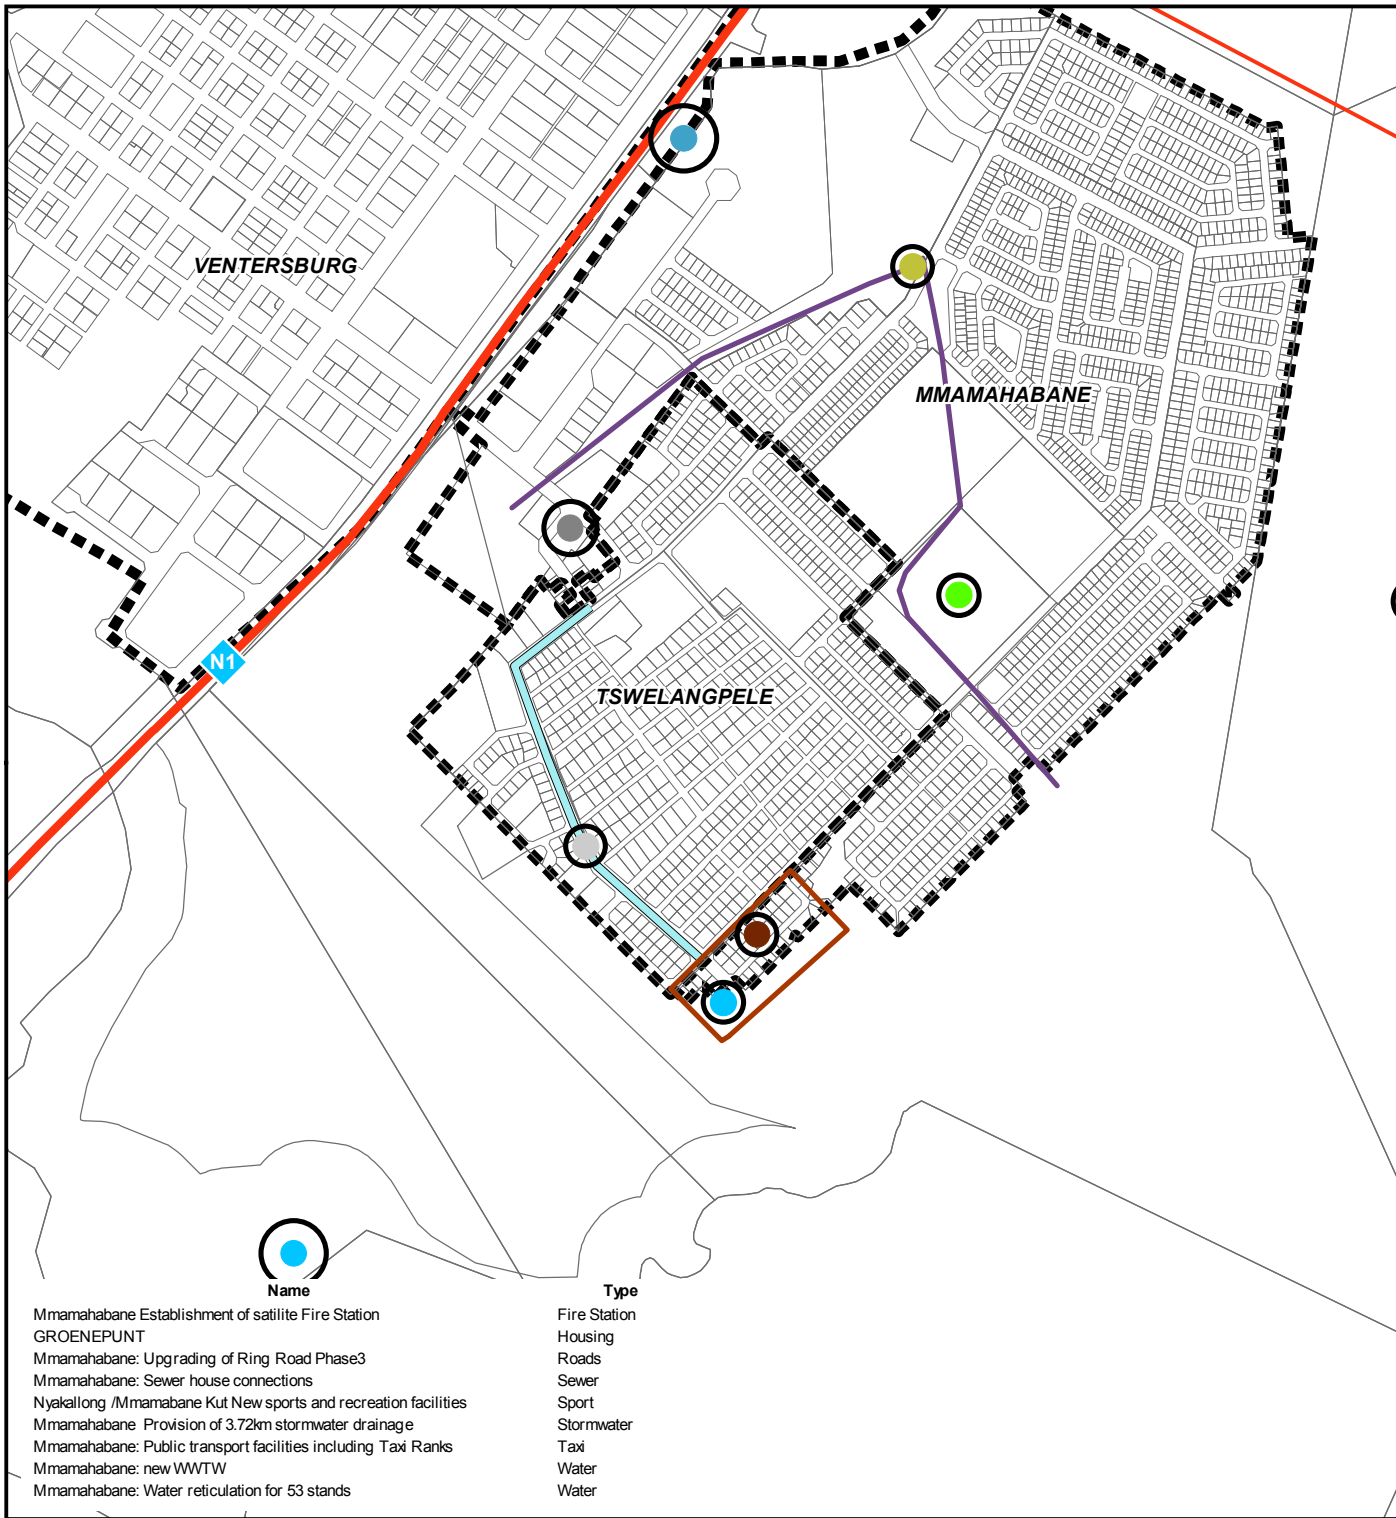 VENTERSBURG
MMAMAHABANE
N1
TSWELANGPELE
Name Type
Mmamahabane Establishment of satilite Fire Station Fire Station
GROENEPUNT Housing
Mmamahabane: Upgrading of Ring Road Phase3 Roads
Mmamahabane: Sewer house connections Sewer
Nyakallong /Mmamabane Kut New sports and recreation facilities Sport
Mmamahabane Provision of 3.72km stormwater drainage Stormwater
Mmamahabane: Public transport facilities including Taxi Ranks Taxi
Mmamahabane: new WWTW Water
Mmamahabane: Water reticulation for 53 stands Water